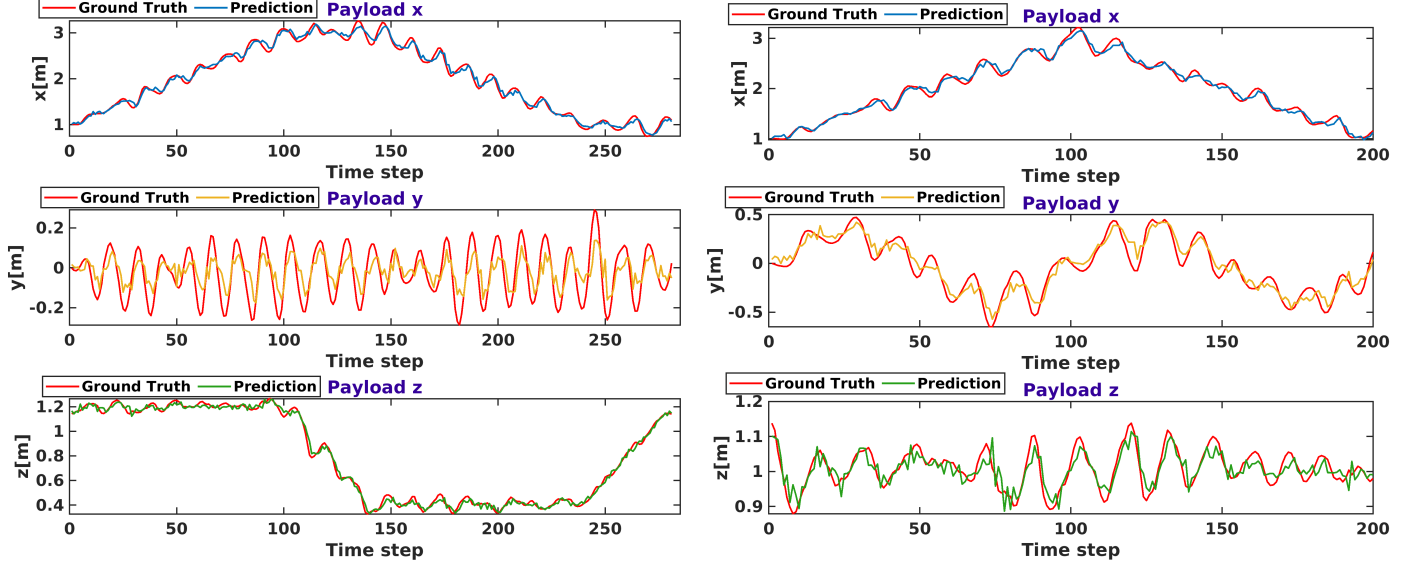 Ground Truth Prediction Payload x
x[m]
3
2
1
0 50 100 150 200 250
Time step
Ground Truth Prediction Payload y
y[m]
0.2
0
-0.2
0 50 100 150 200 250
Time step
Ground Truth Prediction Payload z
z[m]
1.2
1
0.8
0.6
0.4
0 50 100 150 200 250
Time step
Ground Truth Prediction Payload x
x[m]
3
2
1
0 50 100 150 200
Time step
Ground Truth Prediction Payload y
y[m]
0.5
0
-0.5
0 50 100 150 200
Time step
Ground Truth Prediction Payload z
z[m]
1.2
1.1
1
0.9
0 50 100 150 200
Time step